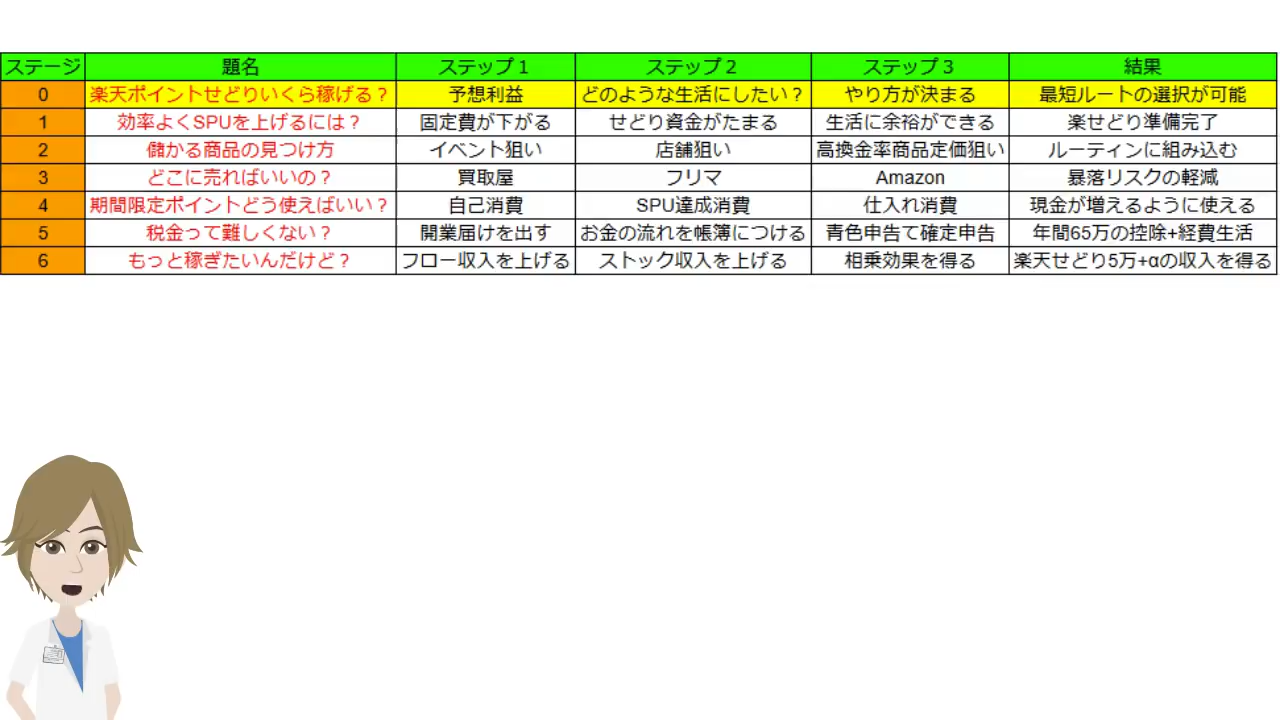 ステージ 題名 ステップ１ ステップ２ ステップ３ 結果
0 楽天ポイントせどりいくら稼げる？ 予想利益 どのような生活にしたい？ やり方が決まる 最短ルートの選択が可能
1 効率よくSPUを上げるには？ 固定費が下がる せどり資金がたまる 生活に余裕ができる 楽せどり準備完了
2 儲かる商品の見つけ方 イベント狙い 店舗狙い 高換金率商品定価狙い ルーティンに組み込む
3 どこに売ればいいの？ 買取屋 フリマ Amazon 暴落リスクの軽減
4 期間限定ポイントどう使えばいい？ 自己消費 SPU達成消費 仕入れ消費 現金が増えるように使える
5 税金って難しくない？ 開業届けを出す お金の流れを帳簿につける 青色申告て確定申告 年間65万の控除+経費生活
6 もっと稼ぎたいんだけど？ フロー収入を上げる ストック収入を上げる 相乗効果を得る 楽天せどり5万+αの収入を得る